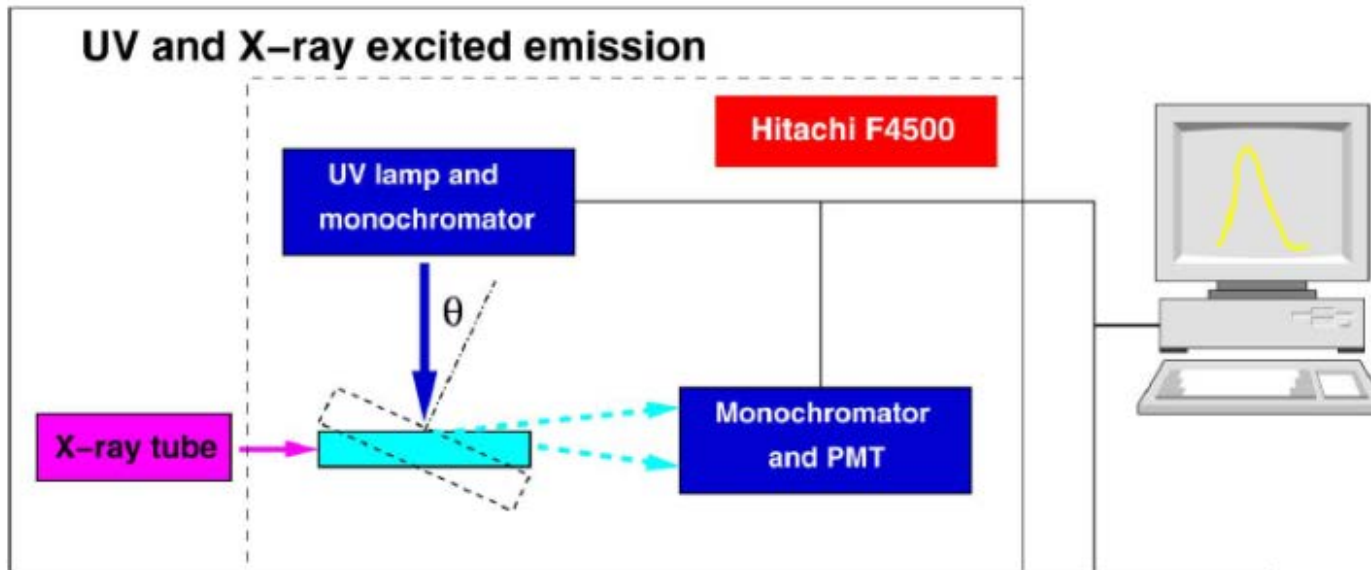 UV and X–ray excited emission
Hitachi F4500
UV lamp and
monochromator
θ
X–ray tube
Monochromator
and PMT